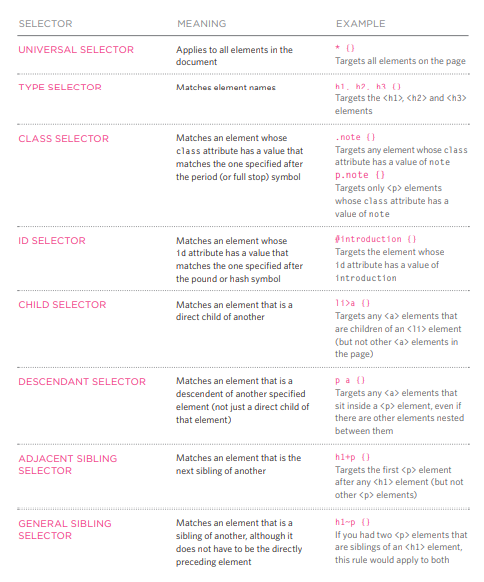 SELECTOR MEANING EXAMPLE
UNIVERSAL SELECTOR
Applies to all elements in the
document
* {}
Targets all elements on the page
TYPE SELECTOR
Matches element names
h1, h2, h3 {}
Targets the <h1>, <h2> and <h3>
elements
CLASS SELECTOR
Matches an element whose
class attribute has a value that
matches the one specified after
the period (or full stop) symbol
.note {}
Targets any element whose class
attribute has a value of note
p.note {}
Targets only <p> elements
whose class attribute has a
value of note
ID SELECTOR
Matches an element whose
id attribute has a value that
matches the one specified after
the pound or hash symbol
#introduction {}
Targets the element whose
id attribute has a value of
introduction
CHILD SELECTOR
Matches an element that is a
direct child of another
li>a {}
Targets any <a> elements that
are children of an <li> element
(but not other <a> elements in
the page)
DESCENDANT SELECTOR
Matches an element that is a
descendent of another specified
element (not just a direct child of
that element)
p a {}
Targets any <a> elements that
sit inside a <p> element, even if
there are other elements nested
between them
ADJACENT SIBLING
SELECTOR
Matches an element that is the
next sibling of another
h1+p {}
Targets the first <p> element
after any <h1> element (but not
other <p> elements)
GENERAL SIBLING
SELECTOR
Matches an element that is a
sibling of another, although it
does not have to be the directly
preceding element
h1~p {}
If you had two <p> elements that
are siblings of an <h1> element,
this rule would apply to both